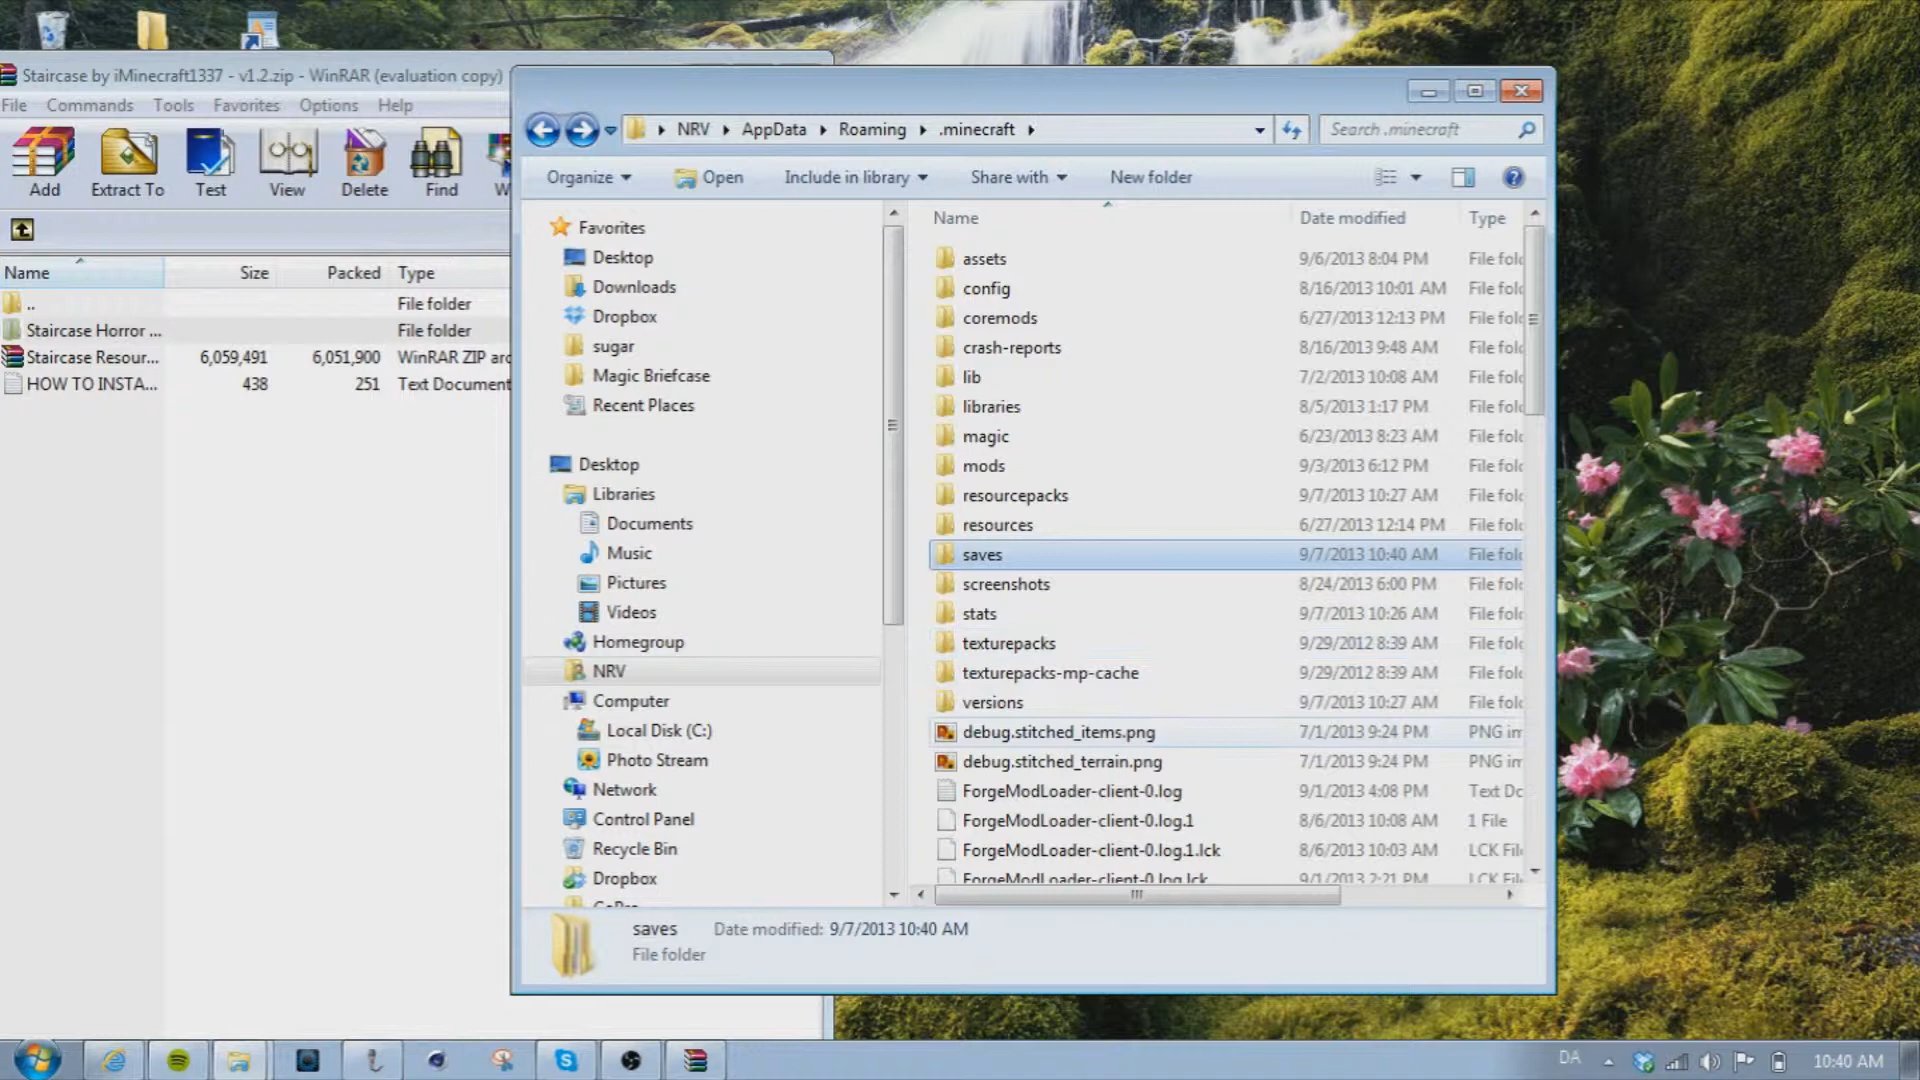 Staircase by iMinecraft1337 - v1.2.zip - WinRAR (evaluation copy)
File Commands Tools Favorites Options Help
Add Extract To Test View Delete Find
Name Size Packed Type
.. File folder
Staircase Horror ... File folder
Staircase Resour... 6,059,491 6,051,900 WinRAR ZIP arc
HOW TO INSTA... 438 251 Text Document
NRV AppData Roaming .minecraft
Search .minecraft
Organize Open Include in library Share with New folder
Favorites
Desktop
Downloads
Dropbox
sugar
Magic Briefcase
Recent Places
Desktop
Libraries
Documents
Music
Pictures
Videos
Homegroup
NRV
Computer
Local Disk (C:)
Photo Stream
Network
Control Panel
Recycle Bin
Dropbox
GoPro
Name Date modified Type
assets 9/6/2013 8:04 PM File fold
config 8/16/2013 10:01 AM File fold
coremods 6/27/2013 12:13 PM File fold
crash-reports 8/16/2013 9:48 AM File fold
lib 7/2/2013 10:08 AM File fold
libraries 8/5/2013 1:17 PM File fold
magic 6/23/2013 8:23 AM File fold
mods 9/3/2013 6:12 PM File fold
resourcepacks 9/7/2013 10:27 AM File fold
resources 6/27/2013 12:14 PM File fold
saves 9/7/2013 10:40 AM File fold
screenshots 8/24/2013 6:00 PM File fold
stats 9/7/2013 10:26 AM File fold
texturepacks 9/29/2012 8:39 AM File fold
texturepacks-mp-cache 9/29/2012 8:39 AM File fold
versions 9/7/2013 10:27 AM File fold
debug.stitched_items.png 7/1/2013 9:24 PM PNG im
debug.stitched_terrain.png 7/1/2013 9:24 PM PNG im
ForgeModLoader-client-0.log 9/1/2013 4:08 PM Text Do
ForgeModLoader-client-0.log.1 8/6/2013 10:08 AM 1 File
ForgeModLoader-client-0.log.1.lck 8/6/2013 10:03 AM LCK File
ForgeModLoader-client-0.log.lck 9/1/2013 2:21 PM LCK File
saves Date modified: 9/7/2013 10:40 AM
File folder
DA 10:40 AM